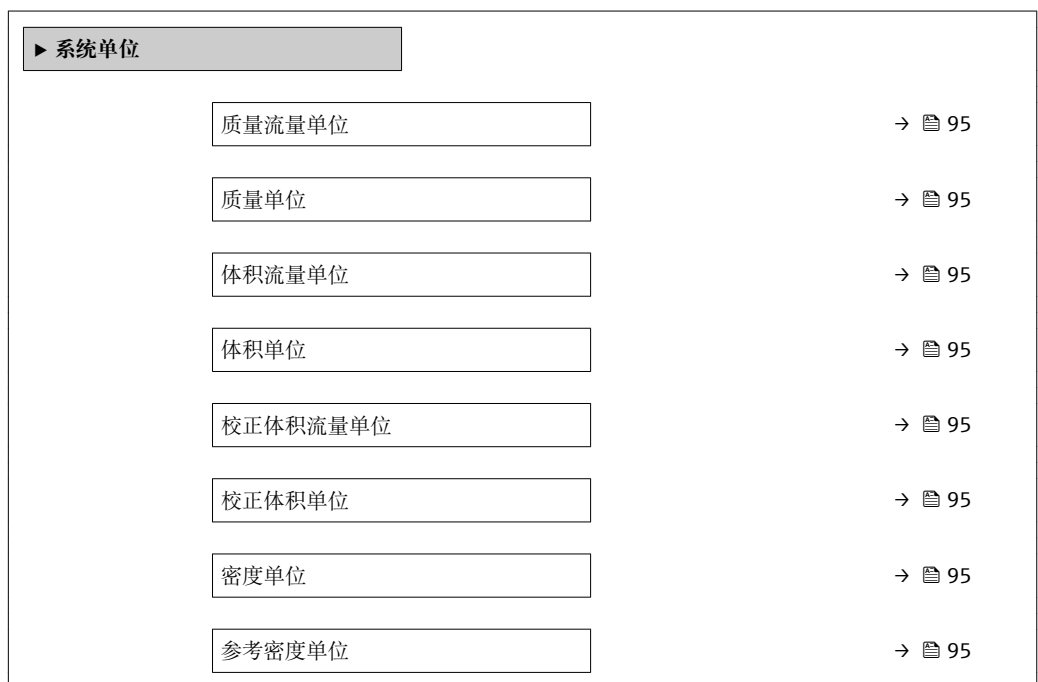 ▶ 系统单位
质量流量单位 → 🖺 95
质量单位 → 🖺 95
体积流量单位 → 🖺 95
体积单位 → 🖺 95
校正体积流量单位 → 🖺 95
校正体积单位 → 🖺 95
密度单位 → 🖺 95
参考密度单位 → 🖺 95